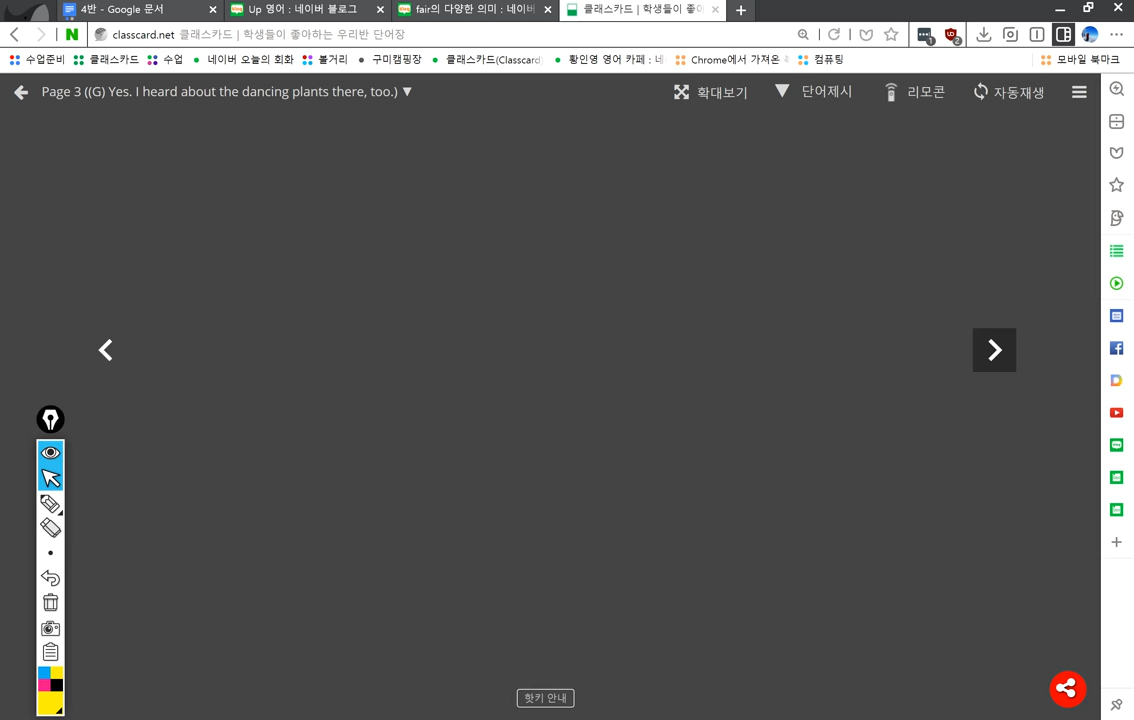 4반 - Google 문서
Up 영어 : 네이버 블로그
fair의 다양한 의미 : 네이버
클래스카드 | 학생들이 좋아
classcard.net 클래스카드 | 학생들이 좋아하는 우리반 단어장
1
2
수업준비
클래스카드
수업
네이버 오늘의 회화
볼거리
구미캠핑장
클래스카드(Classcard
황인영 영어 카페 : 네
Chrome에서 가져온
컴퓨팅
모바일 북마크
Page 3 ((G) Yes. I heard about the dancing plants there, too.) ▼
확대보기
단어제시
리모콘
자동재생
핫키 안내